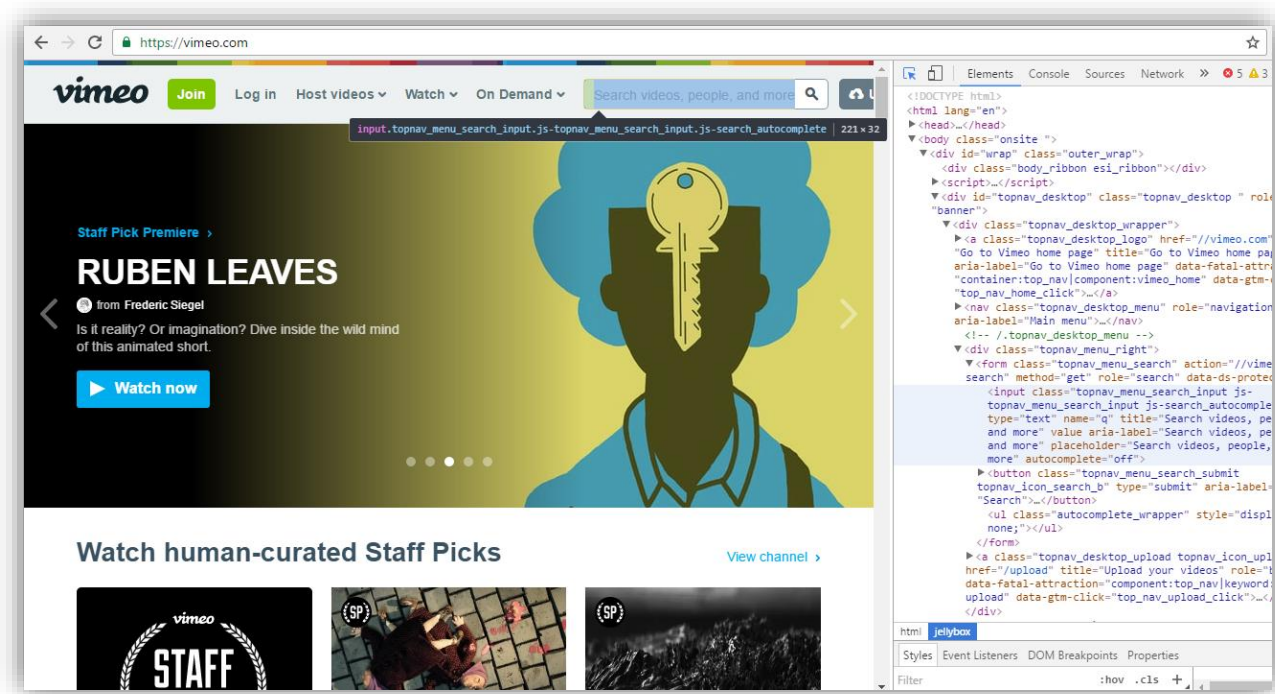 https://vimeo.com
vimeo Join Log in Host videos Watch On Demand Search videos, people, and more U
input.topnav_menu_search_input.js-topnav_menu_search_input.js-search_autocomplete | 221 × 32
Staff Pick Premiere ›
RUBEN LEAVES
from Frederic Siegel
Is it reality? Or imagination? Dive inside the wild mind
of this animated short.
Watch now
Watch human-curated Staff Picks
View channel ›
vimeo
STAFF
(SP)
(SP)
Elements Console Sources Network » 5 3
<!DOCTYPE html>
<html lang="en">
▶<head>…</head>
▼<body class="onsite ">
▼<div id="wrap" class="outer_wrap">
<div class="body_ribbon esi_ribbon"></div>
▶<script>…</script>
▼<div id="topnav_desktop" class="topnav_desktop " role
"banner">
▼<div class="topnav_desktop_wrapper">
▶<a class="topnav_desktop_logo" href="//vimeo.com"
"Go to Vimeo home page" title="Go to Vimeo home pa
aria-label="Go to Vimeo home page" data-fatal-attr
"container:top_nav|component:vimeo_home" data-gtm-
"top_nav_home_click">…</a>
▶<nav class="topnav_desktop_menu" role="navigation
aria-label="Main menu">…</nav>
<!-- /.topnav_desktop_menu -->
▼<div class="topnav_menu_right">
▼<form class="topnav_menu_search" action="//vime
search" method="get" role="search" data-ds-protec
<input class="topnav_menu_search_input js-
topnav_menu_search_input js-search_autocomple
type="text" name="q" title="Search videos, pe
and more" value aria-label="Search videos, pe
and more" placeholder="Search videos, people,
more" autocomplete="off">
▶<button class="topnav_menu_search_submit
topnav_icon_search_b" type="submit" aria-label=
"Search">…</button>
<ul class="autocomplete_wrapper" style="displ
none;"></ul>
</form>
▶<a class="topnav_desktop_upload topnav_icon_upl
href="/upload" title="Upload your videos" role="b
data-fatal-attraction="component:top_nav|keyword:
upload" data-gtm-click="top_nav_upload_click">…</
</div>
html jellybox
Styles Event Listeners DOM Breakpoints Properties
Filter :hov .cls +